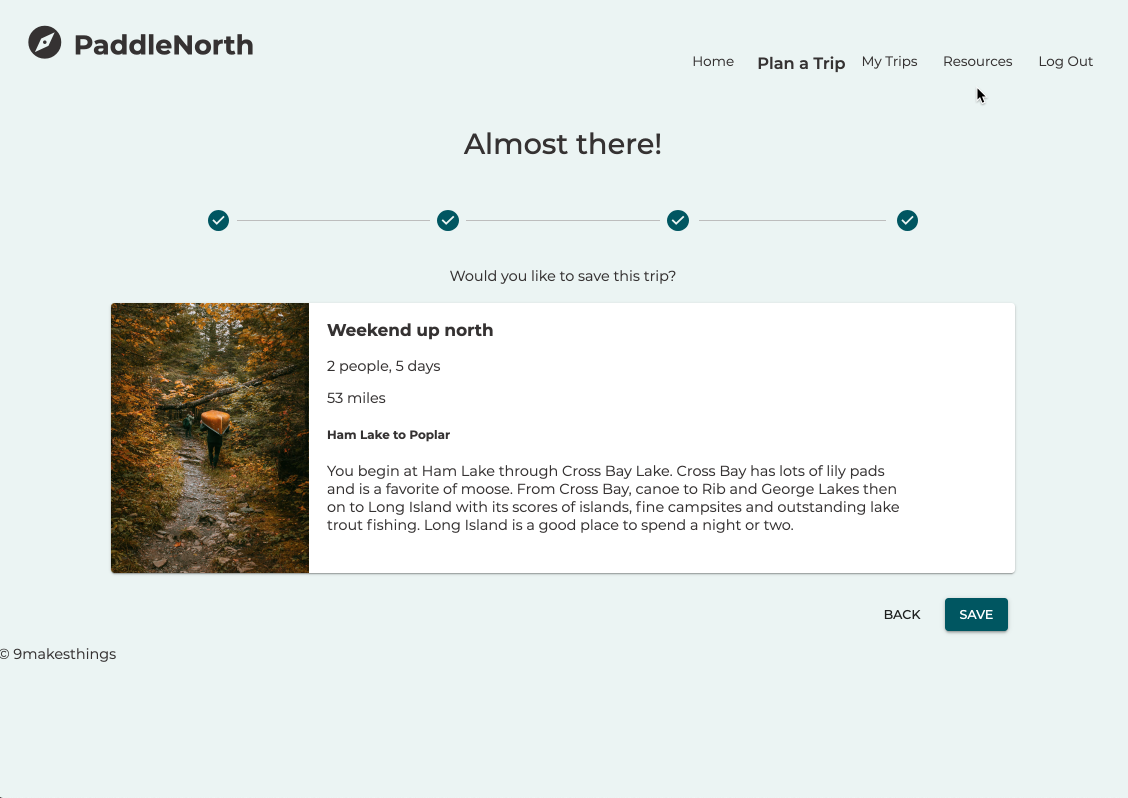 PaddleNorth
Home Plan a Trip My Trips Resources Log Out
Almost there!
Would you like to save this trip?
Weekend up north
2 people, 5 days
53 miles
Ham Lake to Poplar
You begin at Ham Lake through Cross Bay Lake. Cross Bay has lots of lily pads
and is a favorite of moose. From Cross Bay, canoe to Rib and George Lakes then
on to Long Island with its scores of islands, fine campsites and outstanding lake
trout fishing. Long Island is a good place to spend a night or two.
BACK SAVE
© 9makesthings